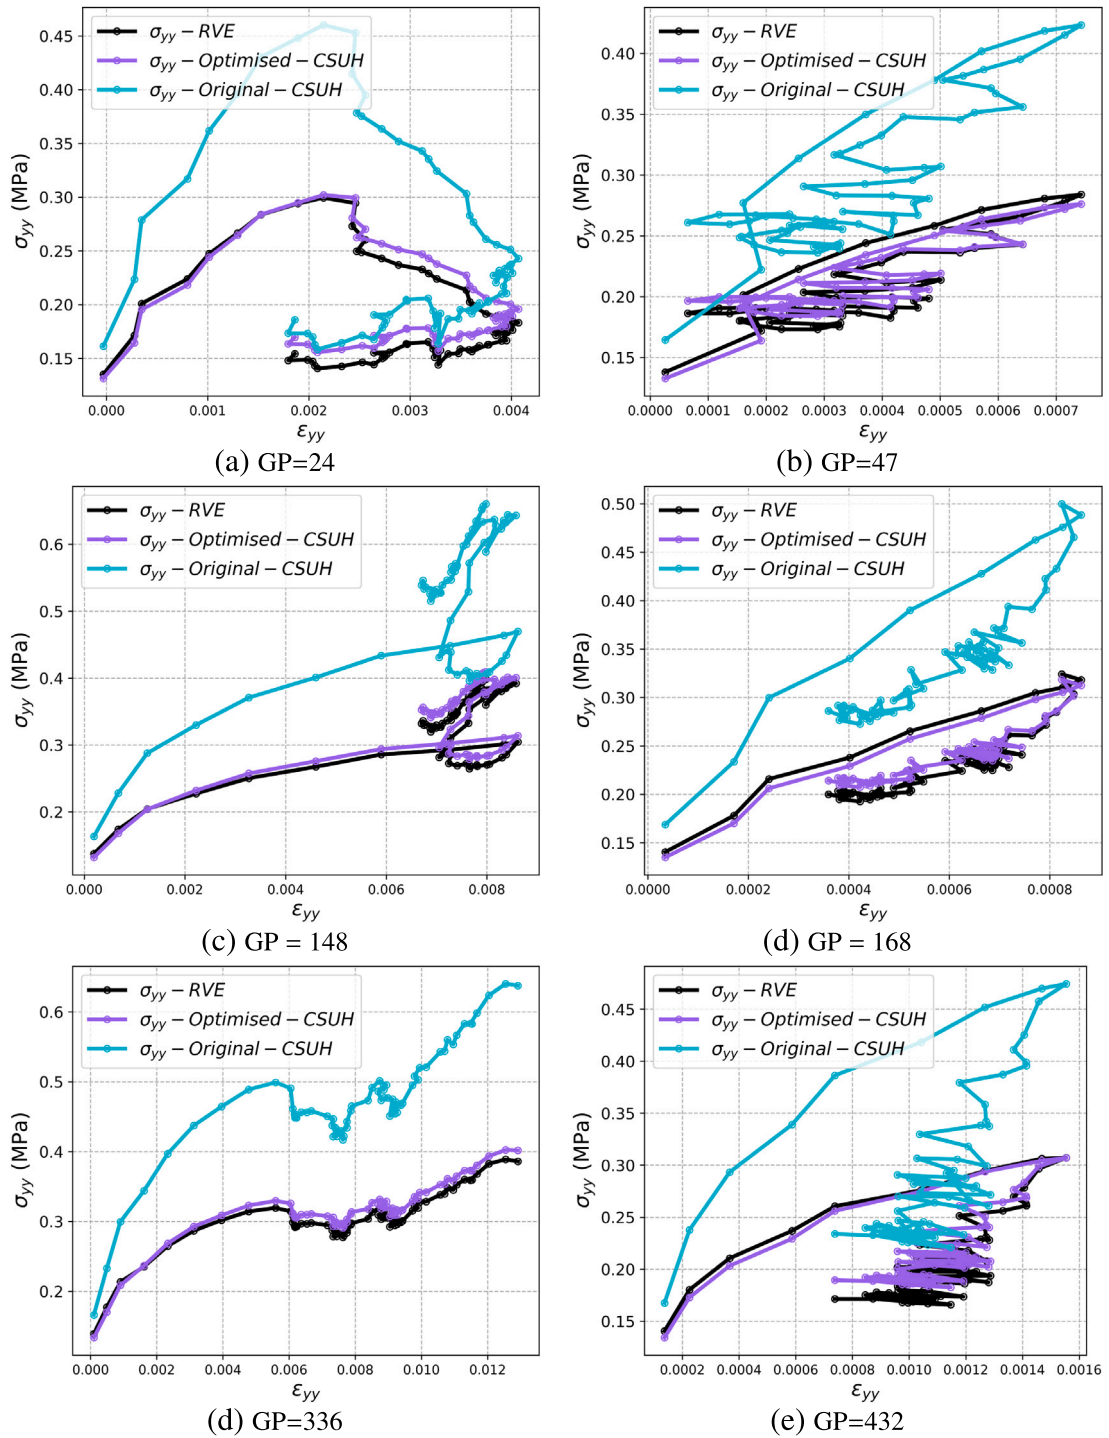 σyy − RVE
σyy − Optimised − CSUH
σyy − Original − CSUH
0.45
0.40
0.35
0.30
0.25
0.20
0.15
σyy (MPa)
0.000 0.001 0.002 0.003 0.004
εyy
(a) GP=24
σyy − RVE
σyy − Optimised − CSUH
σyy − Original − CSUH
0.40
0.35
0.30
0.25
0.20
0.15
σyy (MPa)
0.0000 0.0001 0.0002 0.0003 0.0004 0.0005 0.0006 0.0007
εyy
(b) GP=47
σyy − RVE
σyy − Optimised − CSUH
σyy − Original − CSUH
0.6
0.5
0.4
0.3
0.2
σyy (MPa)
0.000 0.002 0.004 0.006 0.008
εyy
(c) GP = 148
σyy − RVE
σyy − Optimised − CSUH
σyy − Original − CSUH
0.50
0.45
0.40
0.35
0.30
0.25
0.20
0.15
σyy (MPa)
0.0000 0.0002 0.0004 0.0006 0.0008
εyy
(d) GP = 168
σyy − RVE
σyy − Optimised − CSUH
σyy − Original − CSUH
0.6
0.5
0.4
0.3
0.2
σyy (MPa)
0.000 0.002 0.004 0.006 0.008 0.010 0.012
εyy
(d) GP=336
σyy − RVE
σyy − Optimised − CSUH
σyy − Original − CSUH
0.45
0.40
0.35
0.30
0.25
0.20
0.15
σyy (MPa)
0.0002 0.0004 0.0006 0.0008 0.0010 0.0012 0.0014 0.0016
εyy
(e) GP=432